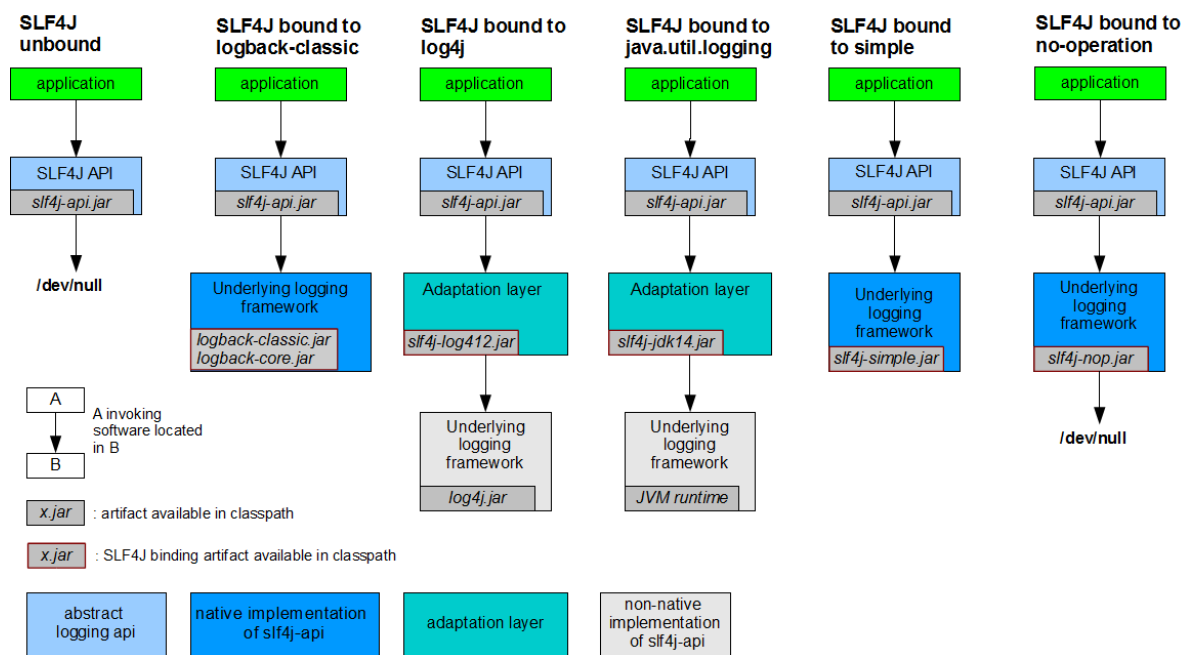 SLF4J
unbound
application
SLF4J API
slf4j-api.jar
/dev/null
SLF4J bound to
logback-classic
application
SLF4J API
slf4j-api.jar
Underlying logging
framework
logback-classic.jar
logback-core.jar
SLF4J bound to
log4j
application
SLF4J API
slf4j-api.jar
Adaptation layer
slf4j-log412.jar
Underlying
logging
framework
log4j.jar
SLF4J bound to
java.util.logging
application
SLF4J API
slf4j-api.jar
Adaptation layer
slf4j-jdk14.jar
Underlying
logging
framework
JVM runtime
SLF4J bound
to simple
application
SLF4J API
slf4j-api.jar
Underlying
logging
framework
slf4j-simple.jar
SLF4J bound to
no-operation
application
SLF4J API
slf4j-api.jar
Underlying
logging
framework
slf4j-nop.jar
/dev/null
A
B
A invoking
software located
in B
x.jar : artifact available in classpath
x.jar : SLF4J binding artifact available in classpath
abstract
logging api
native implementation
of slf4j-api
adaptation layer
non-native
implementation
of slf4j-api